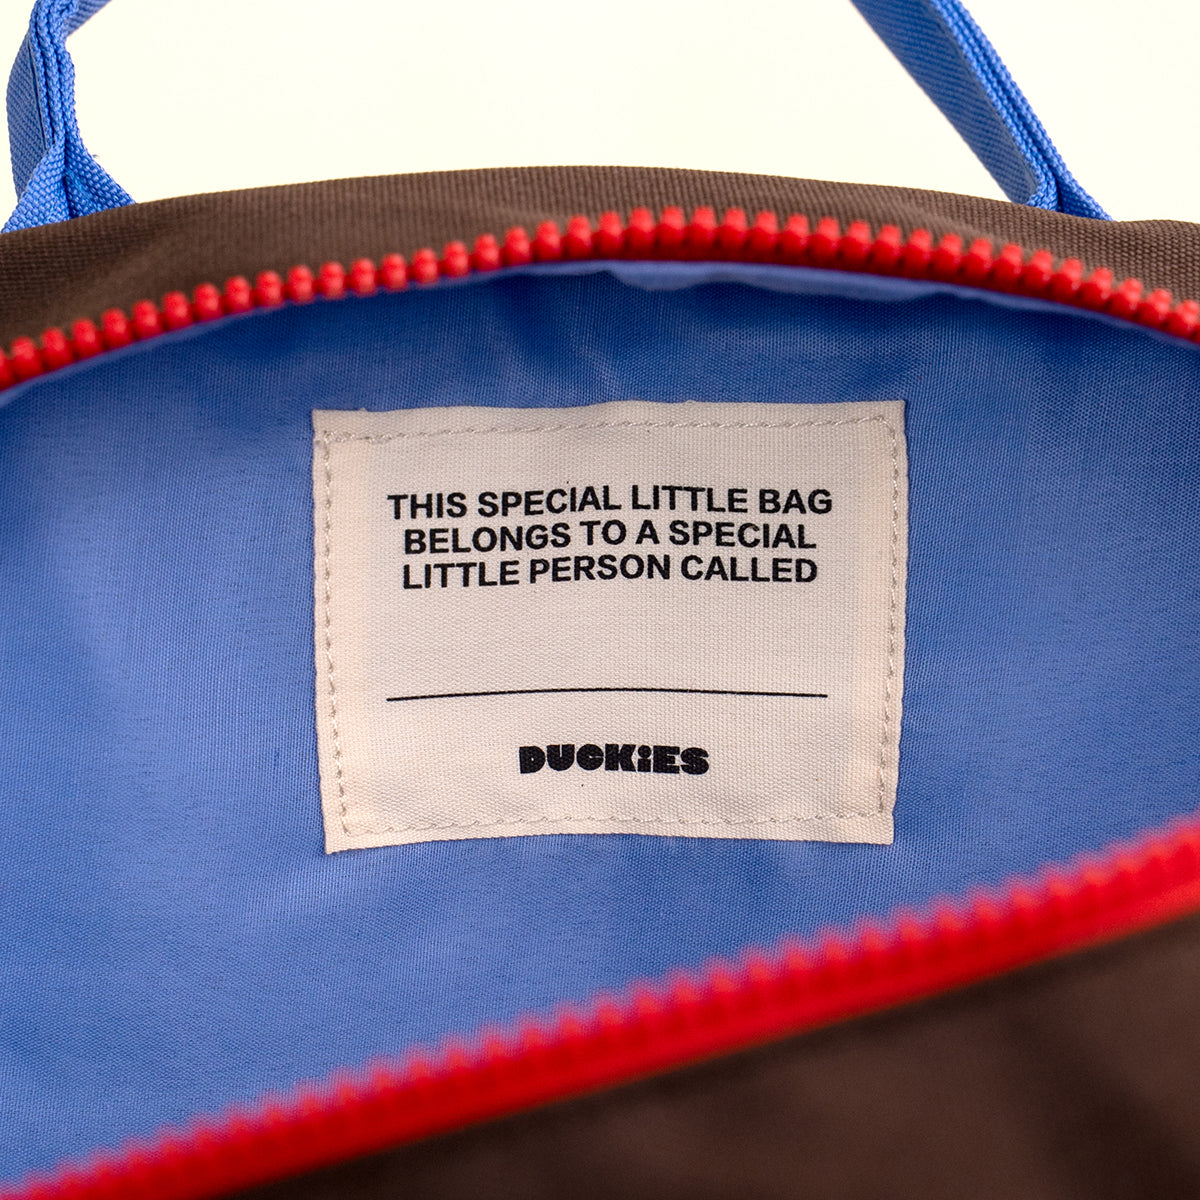 THIS SPECIAL LITTLE BAG
BELONGS TO A SPECIAL
LITTLE PERSON CALLED
DUCKiES